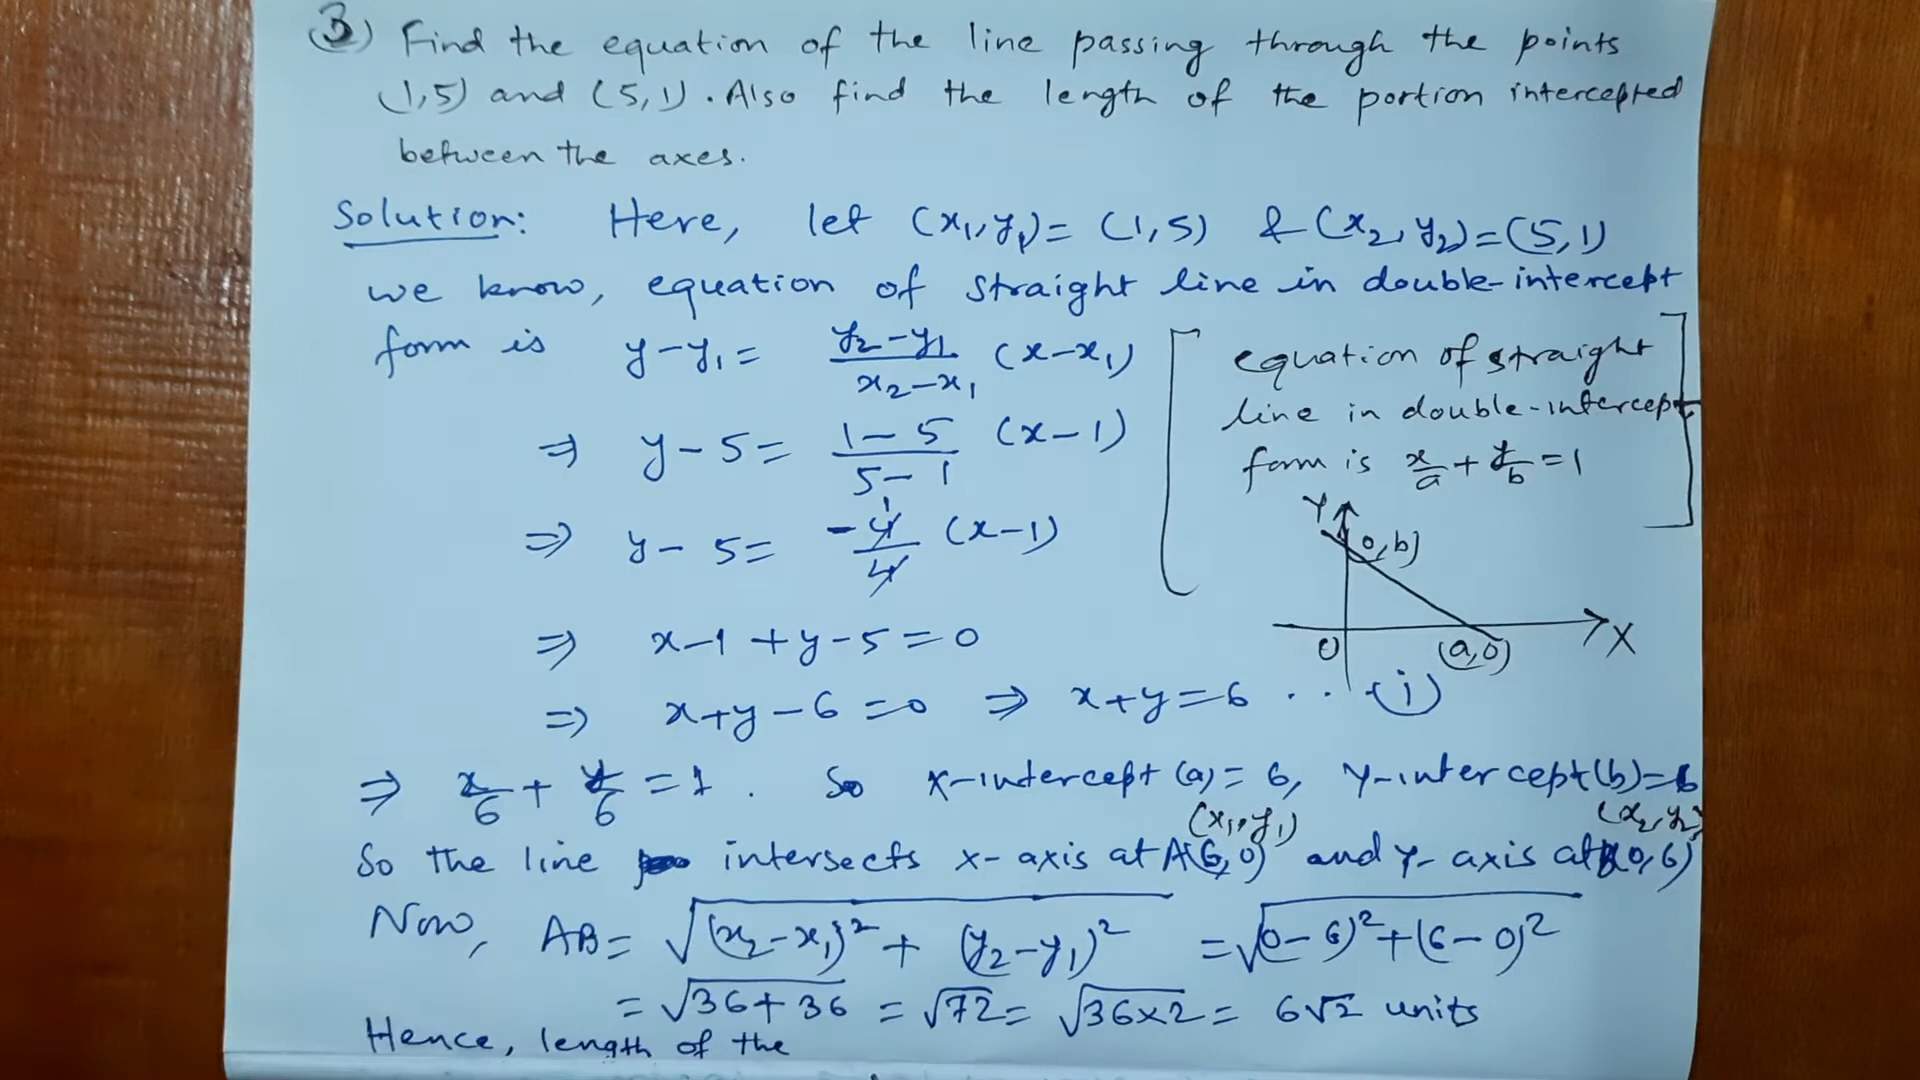 (3) Find the equation of the line passing through the points
(1,5) and (5,1). Also find the length of the portion intercepted
between the axes.
Solution: Here, let (x₁,y₁)= (1,5) & (x₂,y₂)=(5,1)
we know, equation of straight line in double-intercept
form is y-y₁= (y₂-y₁)/(x₂-x₁) (x-x₁)
[equation of straight
line in double-intercept
form is x/a + y/b = 1]
⇒ y-5= (1-5)/(5-1) (x-1)
⇒ y-5= -4/4 (x-1)
1
Y
(0,b)
O
(a,0)
X
⇒ x-1+y-5=0
⇒ x+y-6=0 ⇒ x+y=6 ... (i)
⇒ x/6 + y/6 = 1. So x-intercept (a)= 6, Y-intercept(b)=6
(x₁,y₁) (x₂,y₂)
So the line intersects x-axis at A(6,0) and Y-axis at B(0,6)
Now, AB= √(x₂-x₁)²+ (y₂-y₁)² =√(0-6)²+(6-0)²
= √36+36 = √72= √36×2= 6√2 units
Hence, length of the